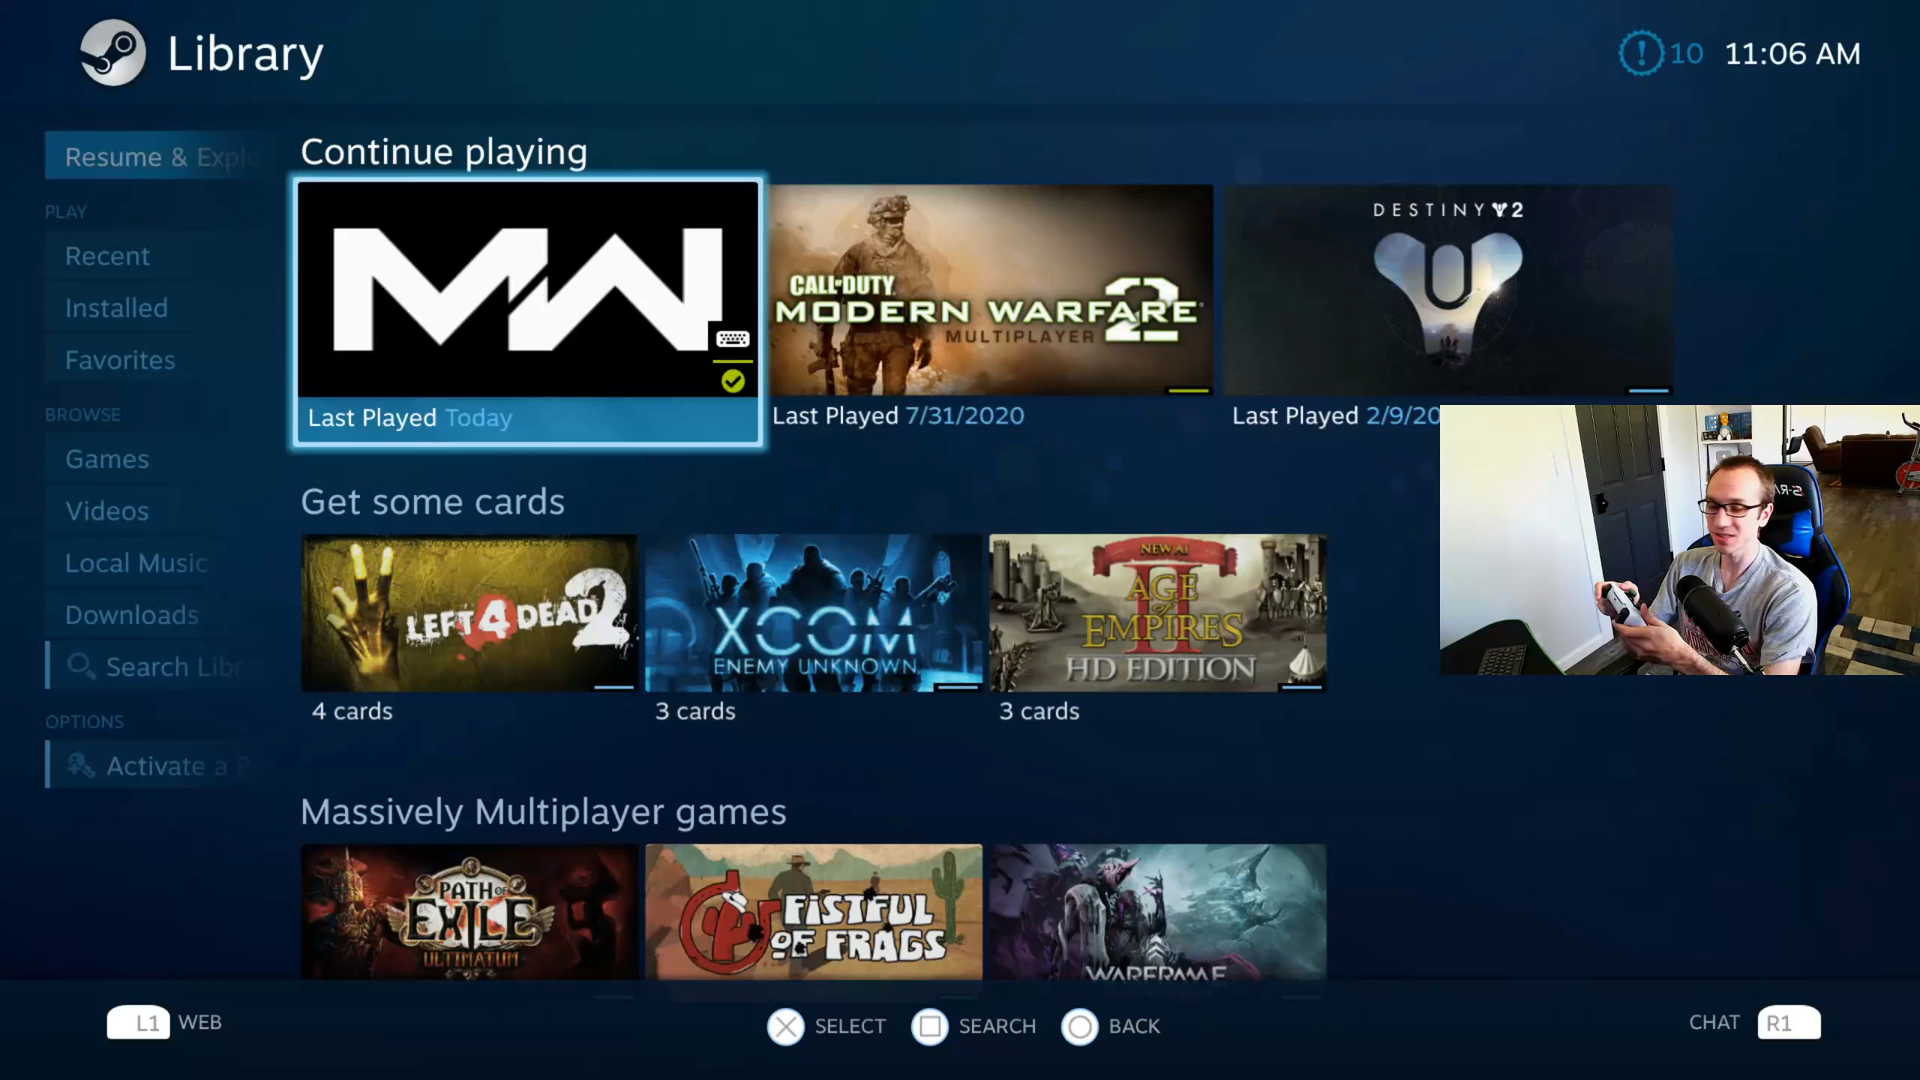 Library
10 11:06 AM
Resume & Explo
PLAY
Recent
Installed
Favorites
BROWSE
Games
Videos
Local Music
Downloads
Search Libr
OPTIONS
Activate a P
Continue playing
MW
Last Played Today
CALL OF DUTY
MODERN WARFARE 2
MULTIPLAYER
Last Played 7/31/2020
DESTINY 2
Last Played 2/9/20
Get some cards
LEFT 4 DEAD 2
4 cards
XCOM
ENEMY UNKNOWN
3 cards
NEW AI
AGE of EMPIRES II
HD EDITION
3 cards
Massively Multiplayer games
PATH OF EXILE
ULTIMATUM
FISTFUL OF FRAGS
WARFRAME
L1 WEB
SELECT SEARCH BACK
CHAT R1